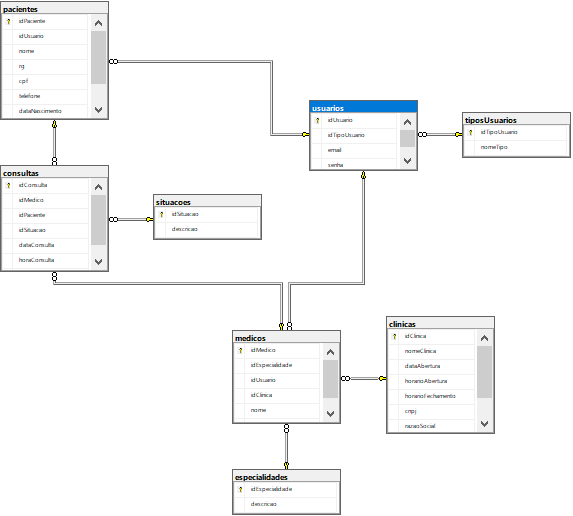 pacientes
idPaciente
idUsuario
nome
rg
cpf
telefone
dataNascimento
usuarios
idUsuario
idTipoUsuario
email
senha
tiposUsuarios
idTipoUsuario
nomeTipo
consultas
idConsulta
idMedico
idPaciente
idSituacao
dataConsulta
horaConsulta
situacoes
idSituacao
descricao
medicos
idMedico
idEspecialidade
idUsuario
idClinica
nome
clinicas
idClinica
nomeClinica
dataAbertura
horarioAbertura
horarioFechamento
cnpj
razaoSocial
especialidades
idEspecialidade
descricao